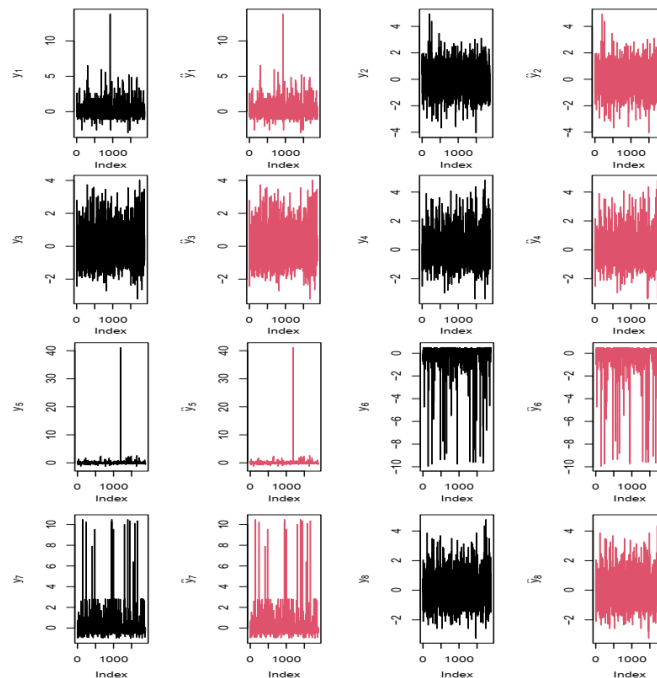 y1 0 5 10 0 1000 Index
ỹ1 0 5 10 0 1000 Index
y2 -4 -2 0 2 4 0 1000 Index
ỹ2 -4 -2 0 2 4 0 1000 Index
y3 -2 0 2 4 0 1000 Index
ỹ3 -2 0 2 4 0 1000 Index
y4 -2 0 2 4 0 1000 Index
ỹ4 -2 0 2 4 0 1000 Index
y5 0 10 20 30 40 0 1000 Index
ỹ5 0 10 20 30 40 0 1000 Index
y6 -10 -8 -6 -4 -2 0 0 1000 Index
ỹ6 -10 -8 -6 -4 -2 0 0 1000 Index
y7 0 2 4 6 8 10 0 1000 Index
ỹ7 0 2 4 6 8 10 0 1000 Index
y8 -2 0 2 4 0 1000 Index
ỹ8 -2 0 2 4 0 1000 Index